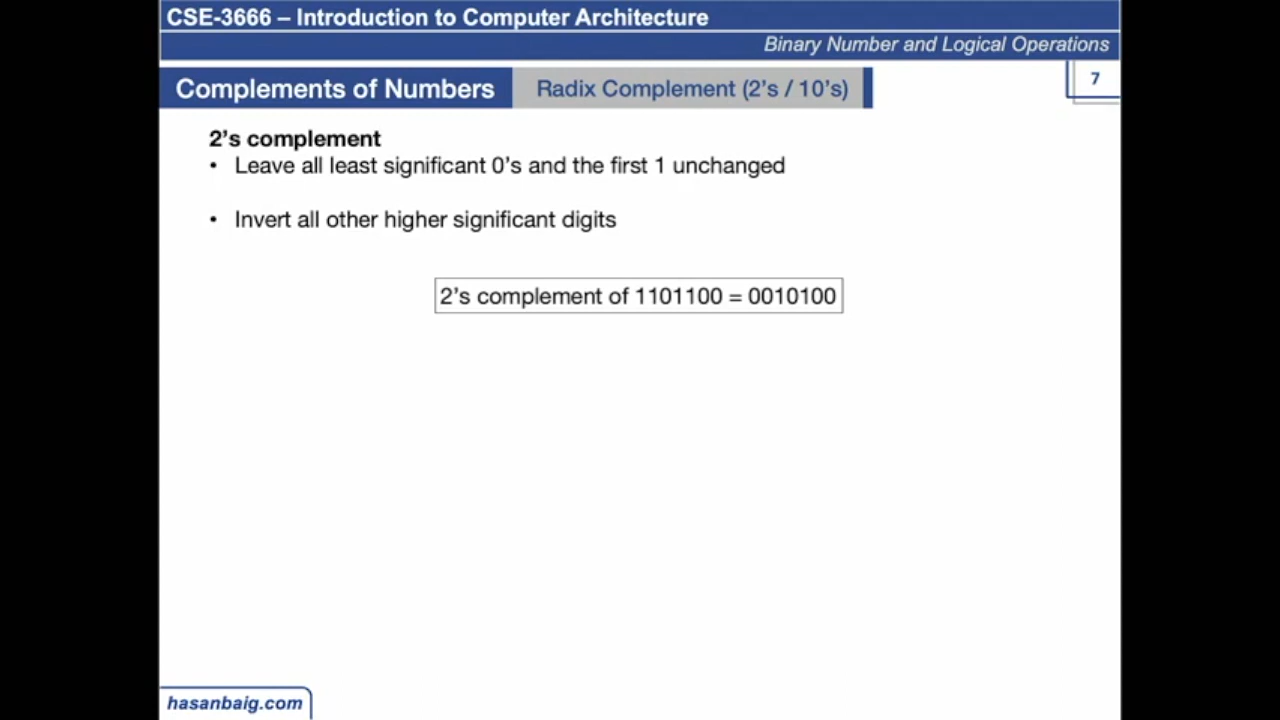 CSE-3666 – Introduction to Computer Architecture
Binary Number and Logical Operations
Complements of Numbers
Radix Complement (2’s / 10’s)
7
2’s complement
• Leave all least significant 0’s and the first 1 unchanged
• Invert all other higher significant digits
2’s complement of 1101100 = 0010100
hasanbaig.com